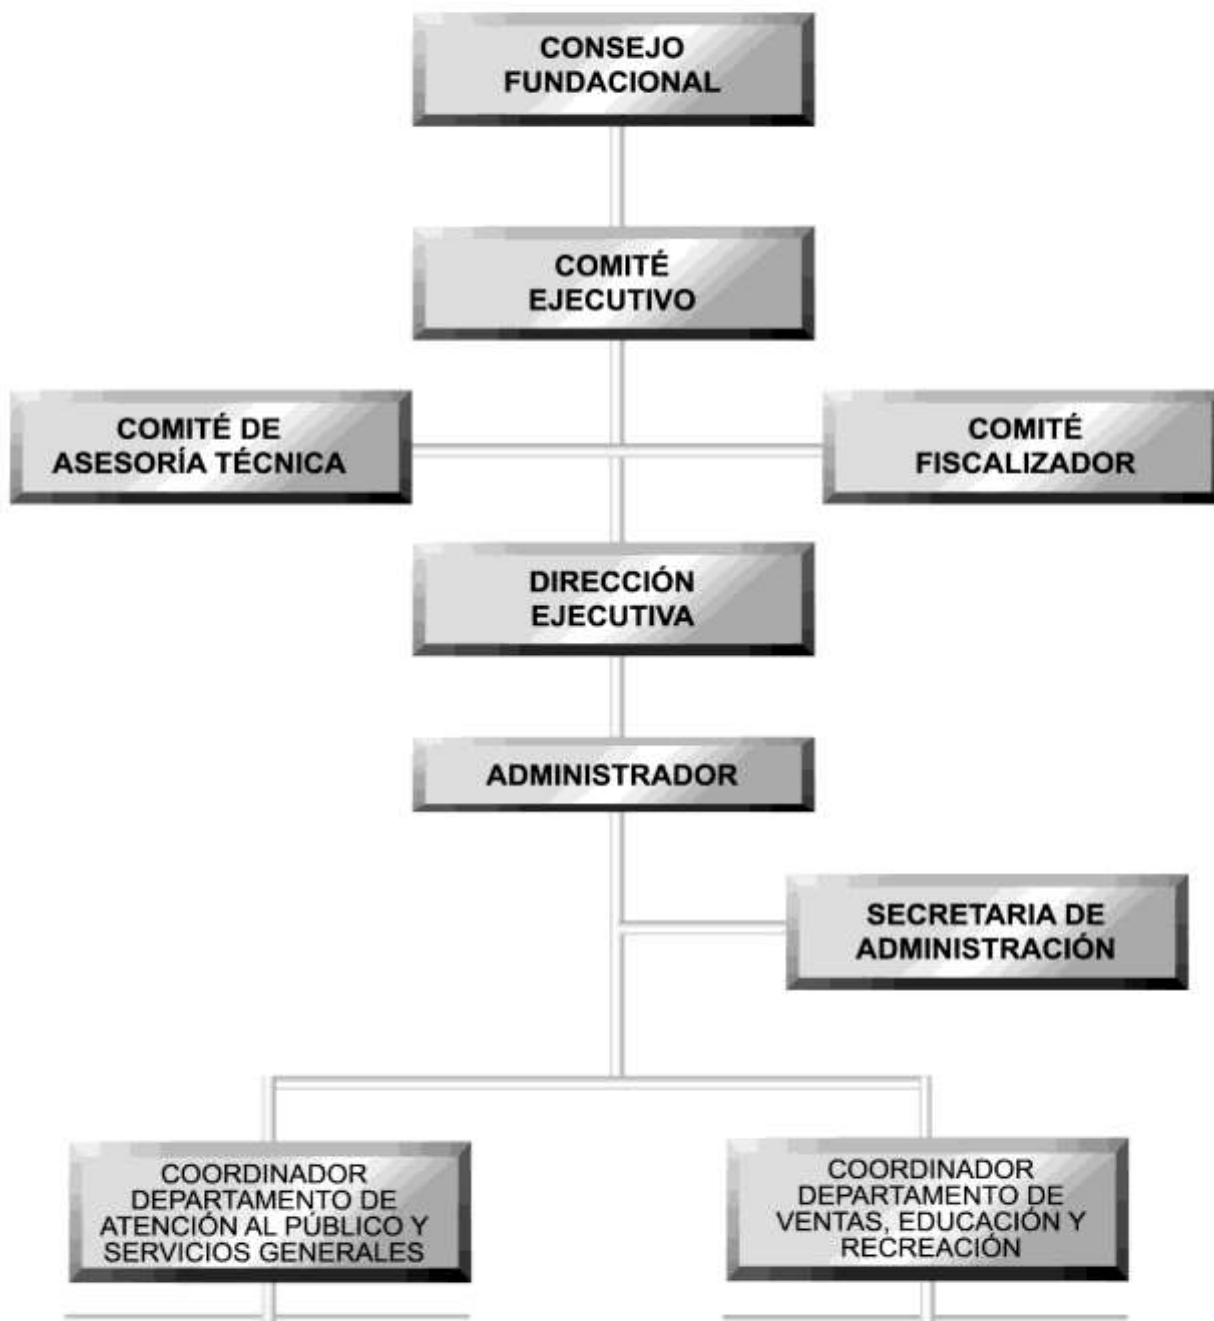 CONSEJO
FUNDACIONAL
COMITÉ
EJECUTIVO
COMITÉ DE
ASESORÍA TÉCNICA
COMITÉ
FISCALIZADOR
DIRECCIÓN
EJECUTIVA
ADMINISTRADOR
SECRETARIA DE
ADMINISTRACIÓN
COORDINADOR
DEPARTAMENTO DE
ATENCIÓN AL PÚBLICO Y
SERVICIOS GENERALES
COORDINADOR
DEPARTAMENTO DE
VENTAS, EDUCACIÓN Y
RECREACIÓN